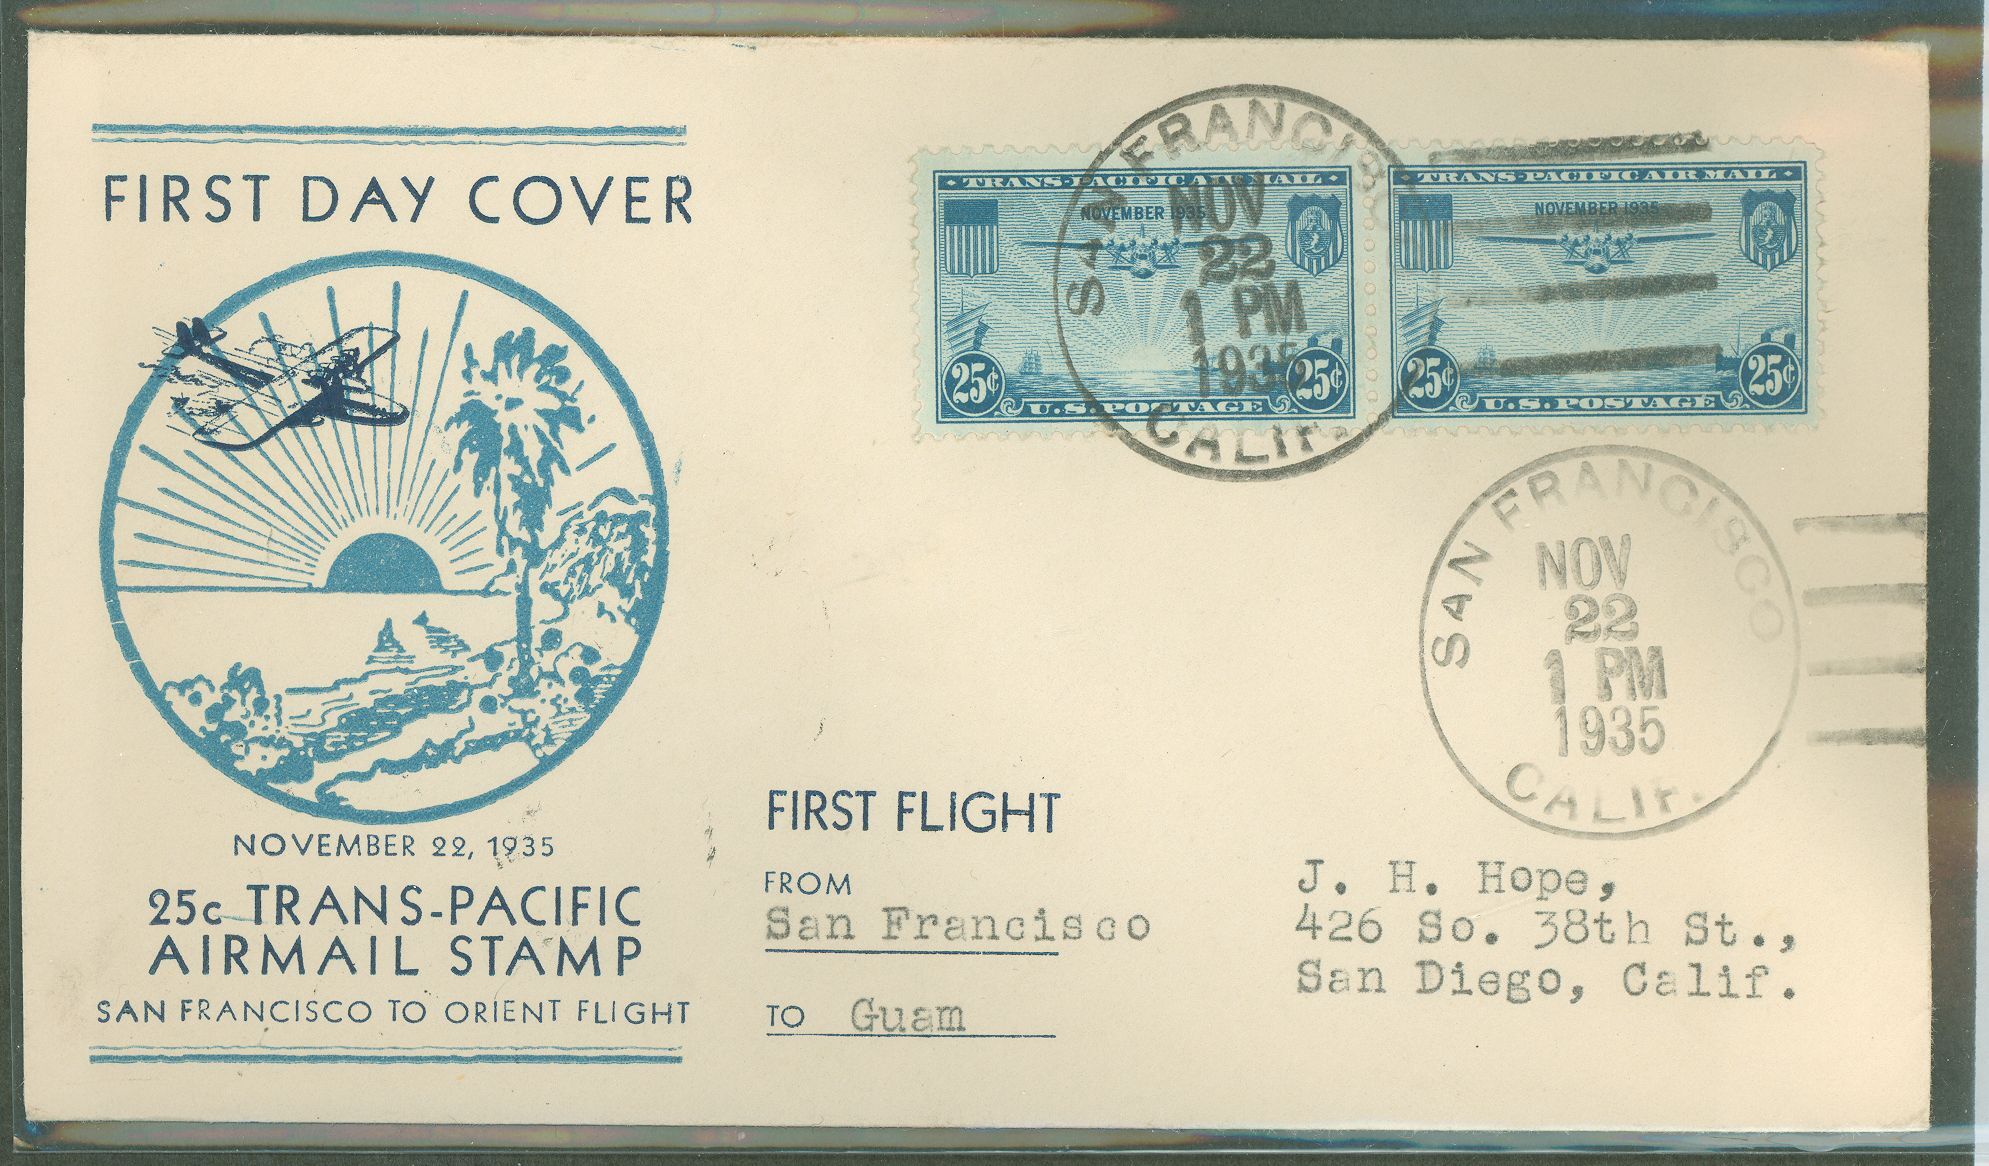 FIRST DAY COVER
NOVEMBER 22, 1935
25c TRANS-PACIFIC
AIRMAIL STAMP
SAN FRANCISCO TO ORIENT FLIGHT
TRANS-PACIFIC AIR MAIL
NOVEMBER 1935
25¢ 25¢
U.S. POSTAGE
TRANS-PACIFIC AIR MAIL
NOVEMBER 1935
25¢ 25¢
U.S. POSTAGE
SAN FRANCISCO
NOV
22
1 PM
1935
CALIF.
SAN FRANCISCO
NOV
22
1 PM
1935
CALIF.
FIRST FLIGHT
FROM
San Francisco
TO Guam
J. H. Hope,
426 So. 38th St.,
San Diego, Calif.